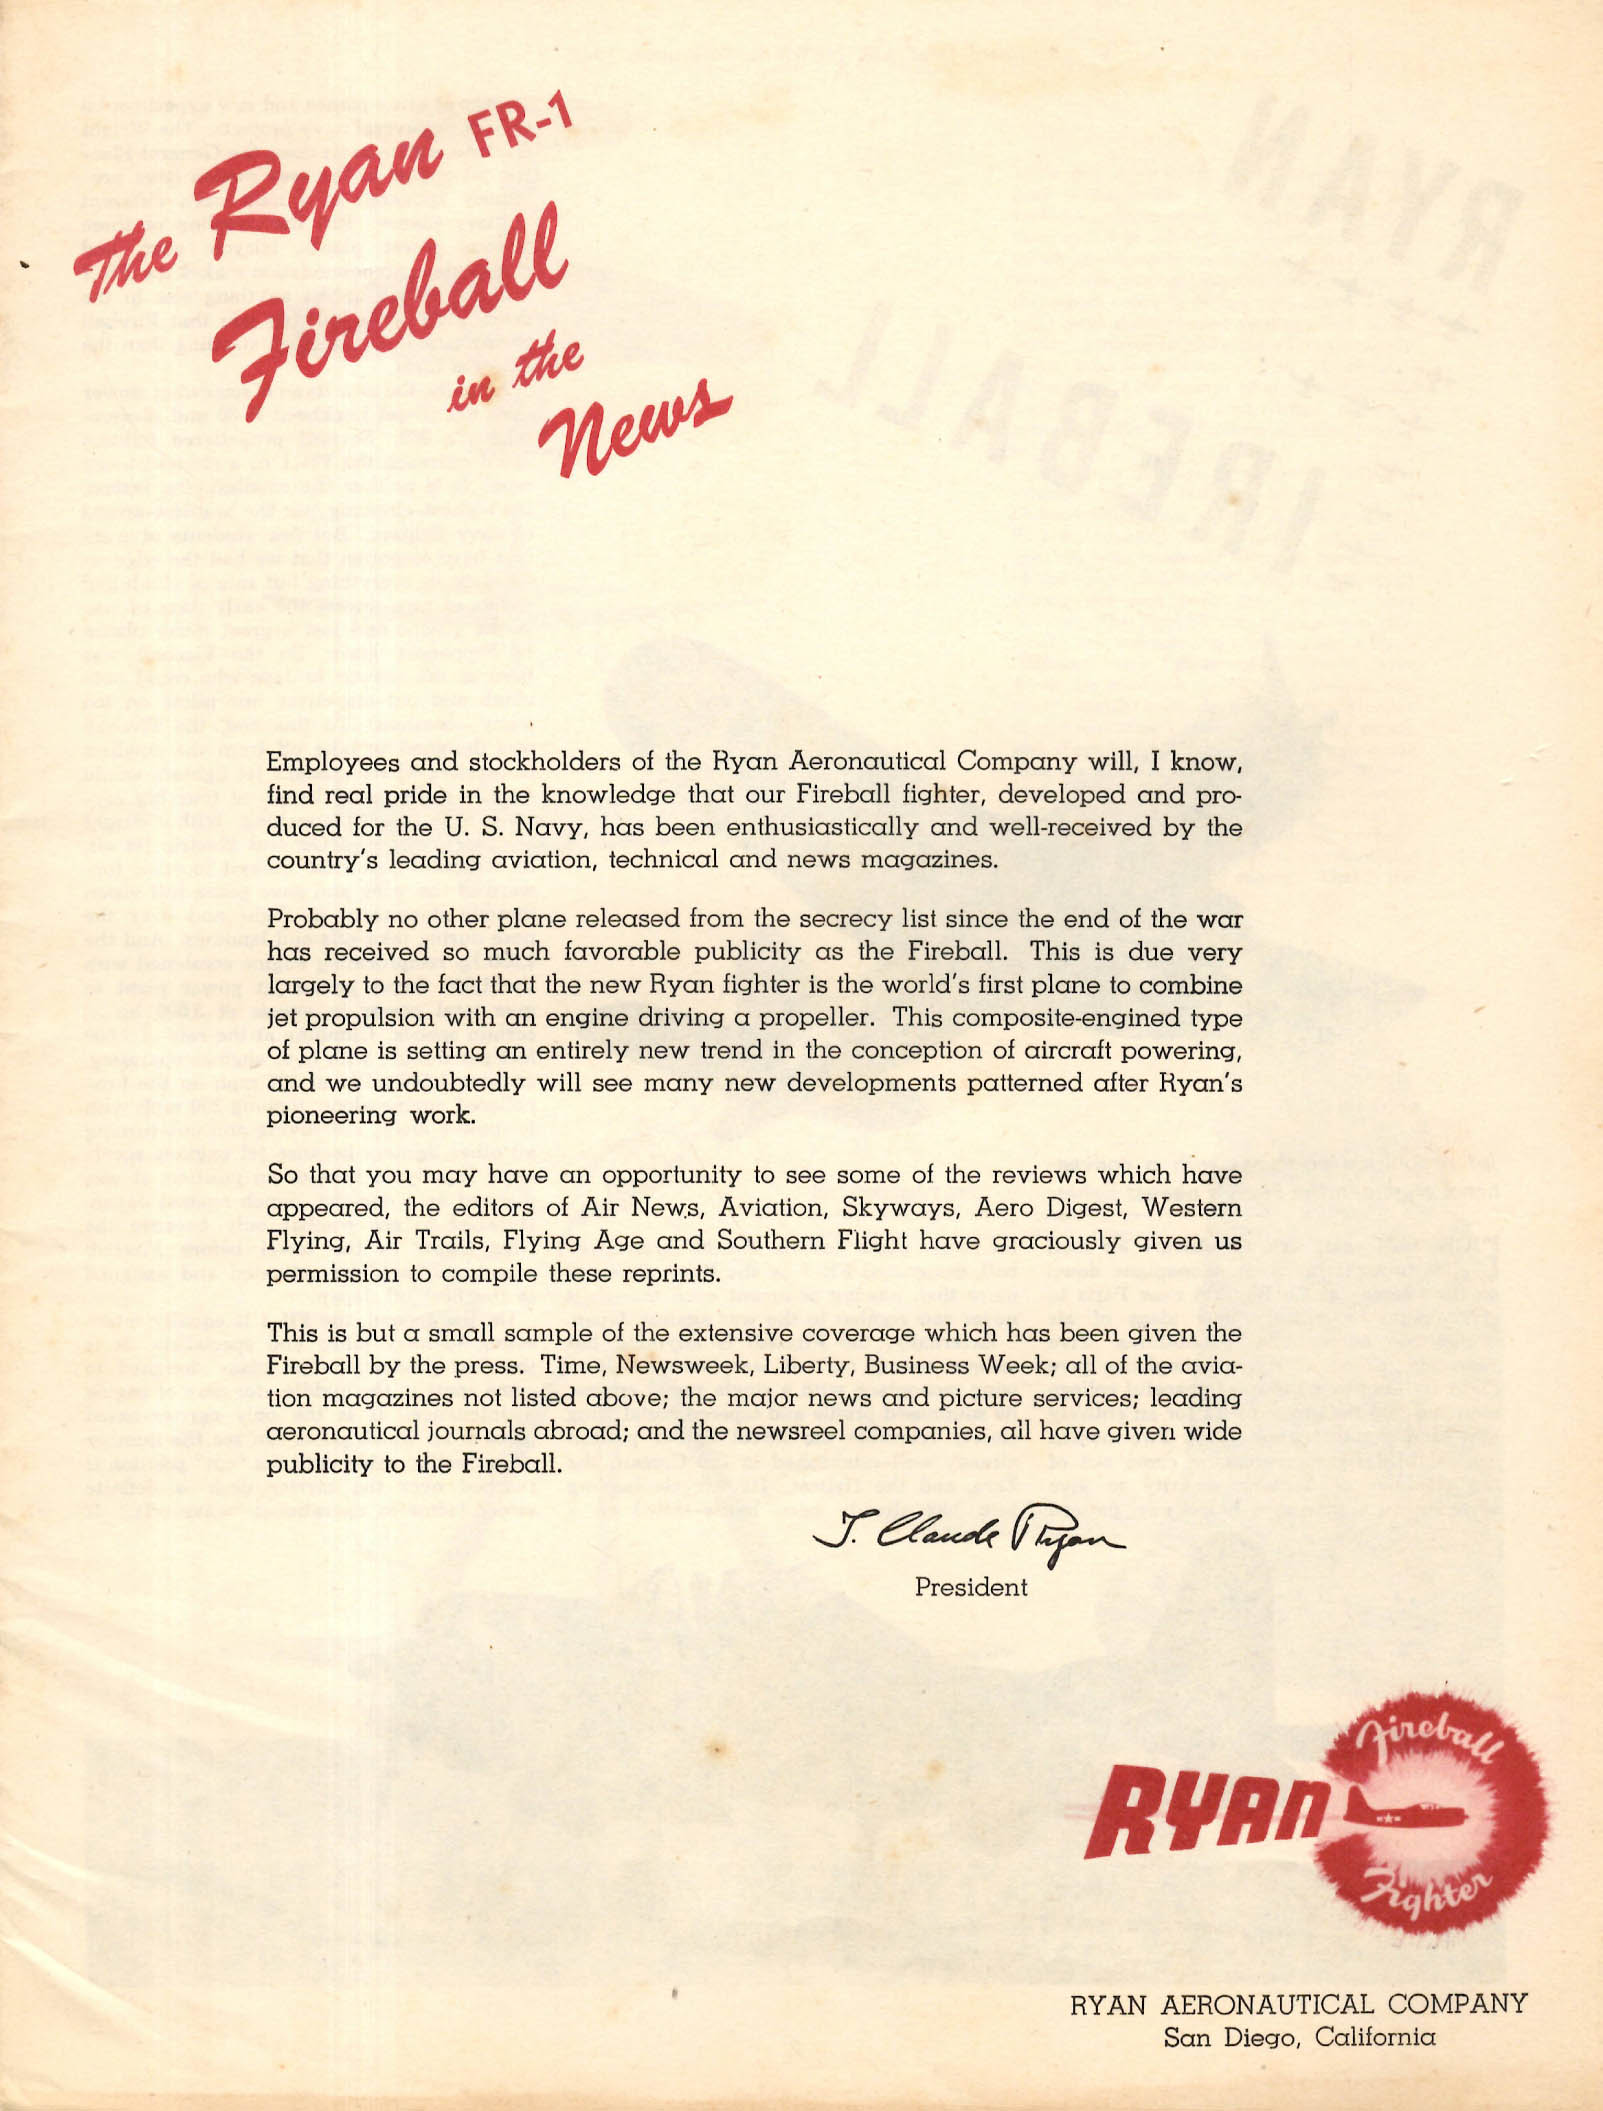 The Ryan FR-1
Fireball
in the
News
Employees and stockholders of the Ryan Aeronautical Company will, I know,
find real pride in the knowledge that our Fireball fighter, developed and pro-
duced for the U. S. Navy, has been enthusiastically and well-received by the
country's leading aviation, technical and news magazines.
Probably no other plane released from the secrecy list since the end of the war
has received so much favorable publicity as the Fireball. This is due very
largely to the fact that the new Ryan fighter is the world's first plane to combine
jet propulsion with an engine driving a propeller. This composite-engined type
of plane is setting an entirely new trend in the conception of aircraft powering,
and we undoubtedly will see many new developments patterned after Ryan's
pioneering work.
So that you may have an opportunity to see some of the reviews which have
appeared, the editors of Air News, Aviation, Skyways, Aero Digest, Western
Flying, Air Trails, Flying Age and Southern Flight have graciously given us
permission to compile these reprints.
This is but a small sample of the extensive coverage which has been given the
Fireball by the press. Time, Newsweek, Liberty, Business Week; all of the avia-
tion magazines not listed above; the major news and picture services; leading
aeronautical journals abroad; and the newsreel companies, all have given wide
publicity to the Fireball.
T. Claude Ryan
President
Fireball
RYAN
Fighter
RYAN AERONAUTICAL COMPANY
San Diego, California